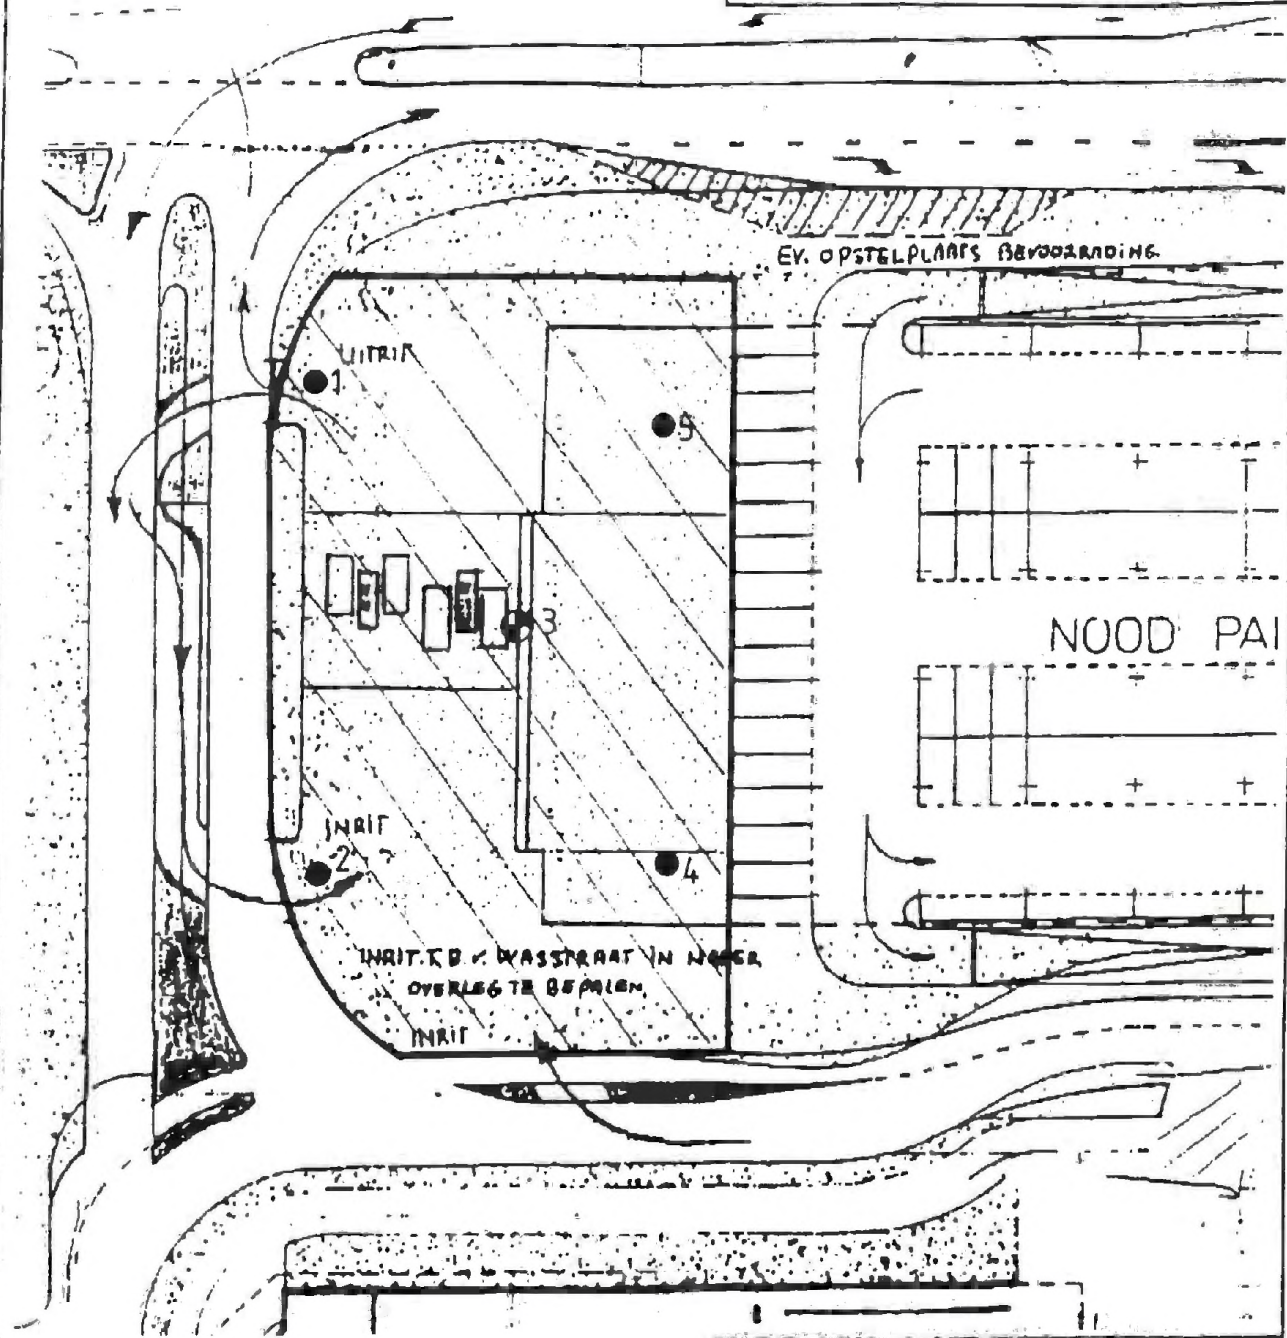 EV. OPSTELPLAATS BEVOORRADING.
UITRIT
1
5
3
NOOD PAI
INRIT
2
4
INRIT T.B.V. WASSTRAAT IN NADER
OVERLEG TE BEPALEN,
INRIT